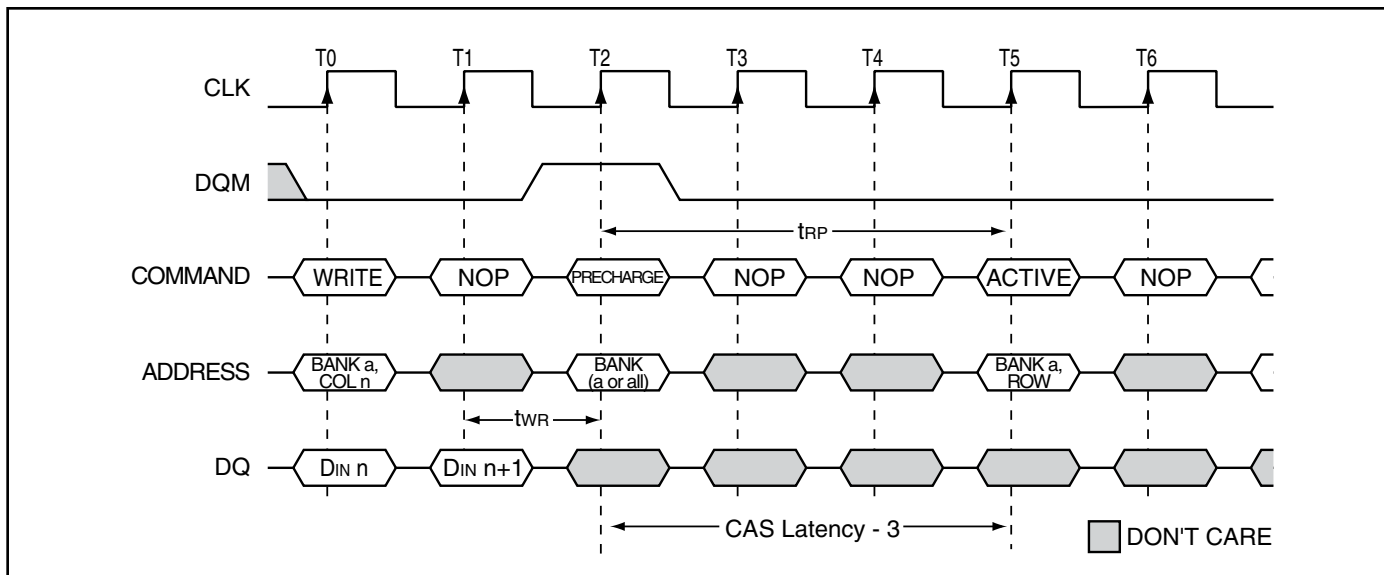 T0 T1 T2 T3 T4 T5 T6
CLK
DQM
tRP
COMMAND WRITE NOP PRECHARGE NOP NOP ACTIVE NOP
ADDRESS BANK a, COL n BANK (a or all) BANK a, ROW
tWR
DQ DIN n DIN n+1
CAS Latency - 3
DON'T CARE